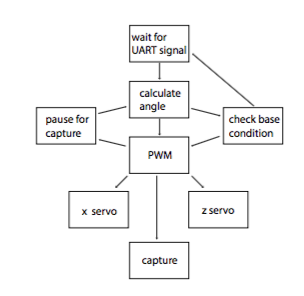 wait for
UART signal
calculate
angle
pause for
capture
check base
condition
PWM
x servo
z servo
capture